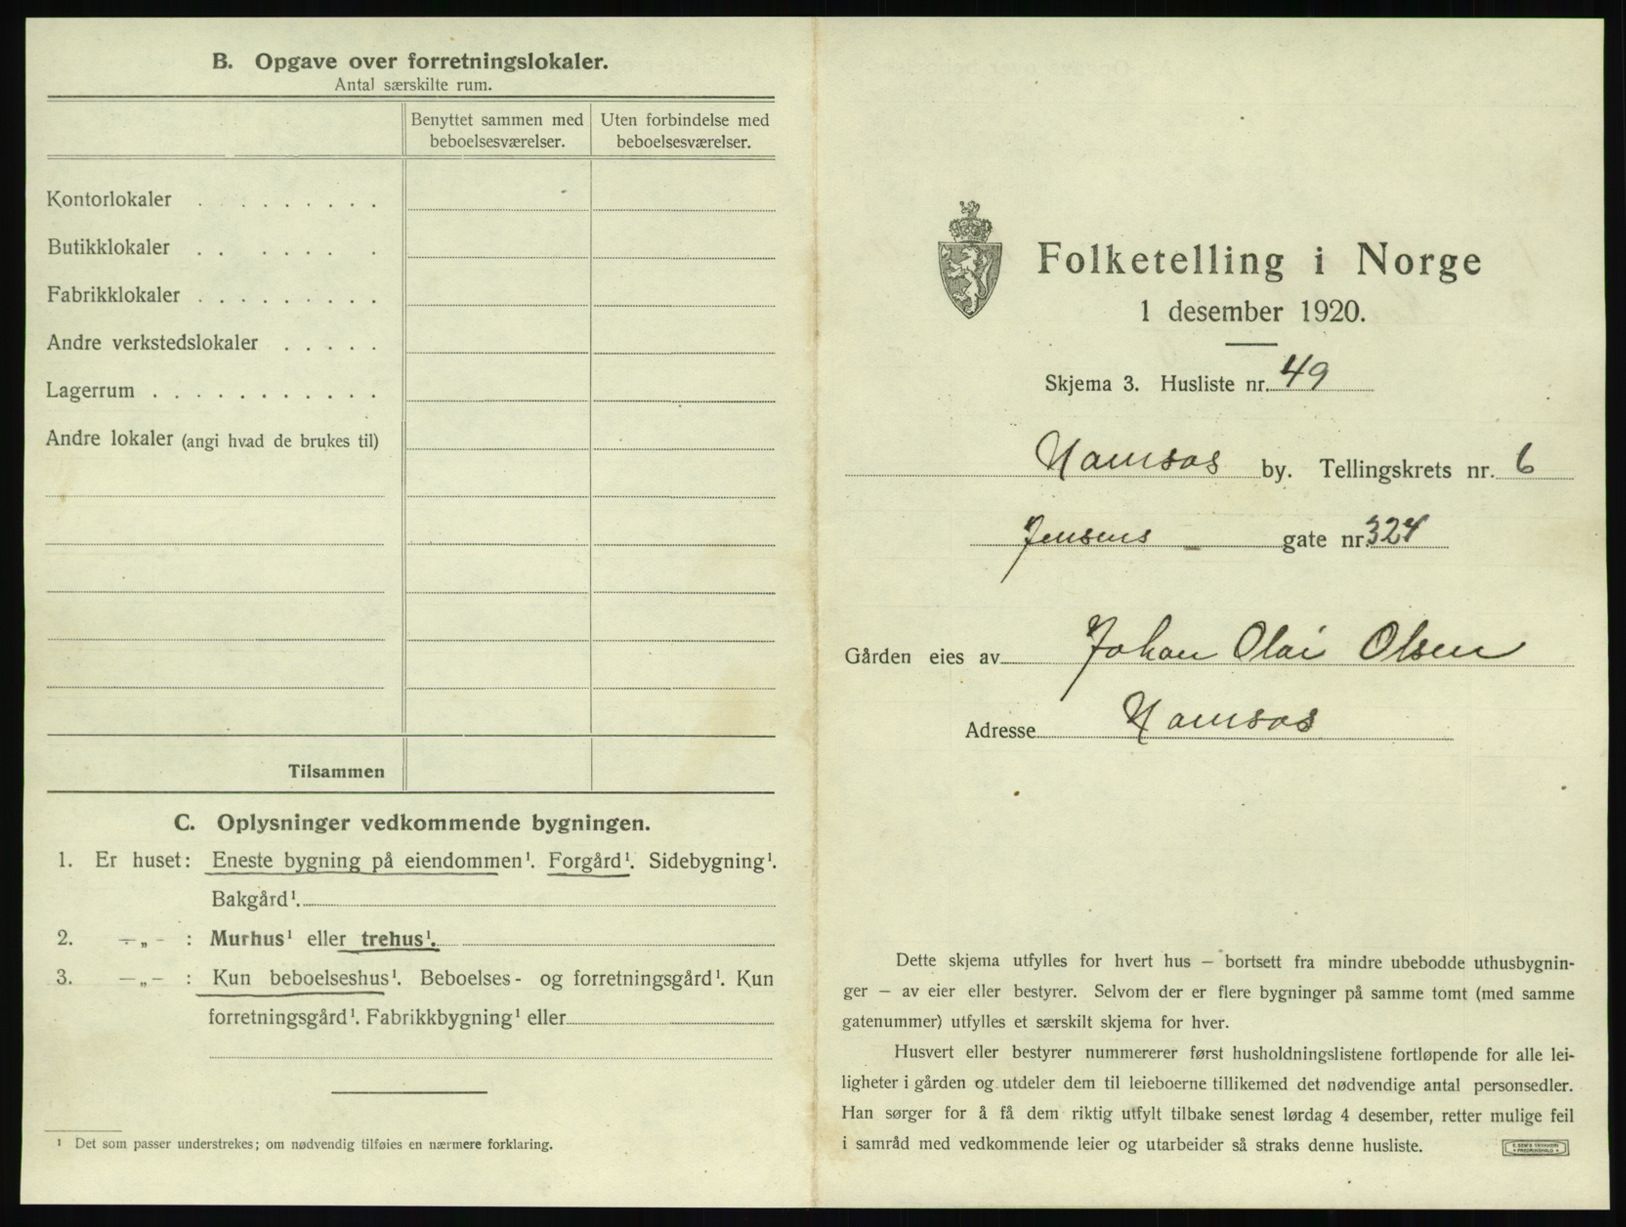 B. Opgave over forretningslokaler.
Antal særskilte rum.
Benyttet sammen med beboelsesværelser.
Uten forbindelse med beboelsesværelser.
Kontorlokaler . . . . . . . . .
Butikklokaler . . . . . . .
Fabrikklokaler . . . . . . . . .
Andre verkstedslokaler . . . . .
Lagerrum . . . . . . . . . . .
Andre lokaler (angi hvad de brukes til)
Tilsammen
C. Oplysninger vedkommende bygningen.
1. Er huset: Eneste bygning på eiendommen¹. Forgård¹. Sidebygning¹.
Bakgård¹.
2. –„– : Murhus¹ eller trehus¹.
3. –„– : Kun beboelseshus¹. Beboelses- og forretningsgård¹. Kun
forretningsgård¹. Fabrikkbygning¹ eller
¹ Det som passer understrekes; om nødvendig tilføies en nærmere forklaring.
Folketelling i Norge
1 desember 1920.
Skjema 3. Husliste nr. 49
Namsos by. Tellingskrets nr. 6
Jensens gate nr. 324
Gården eies av Johan Olai Olsen
Adresse Namsos
Dette skjema utfylles for hvert hus – bortsett fra mindre ubebodde uthusbygnin-
ger – av eier eller bestyrer. Selvom der er flere bygninger på samme tomt (med samme
gatenummer) utfylles et særskilt skjema for hver.
Husvert eller bestyrer nummererer først husholdningslistene fortløpende for alle lei-
ligheter i gården og utdeler dem til leieboerne tillikemed det nødvendige antal personsedler.
Han sørger for å få dem riktig utfylt tilbake senest lørdag 4 desember, retter mulige feil
i samråd med vedkommende leier og utarbeider så straks denne husliste.